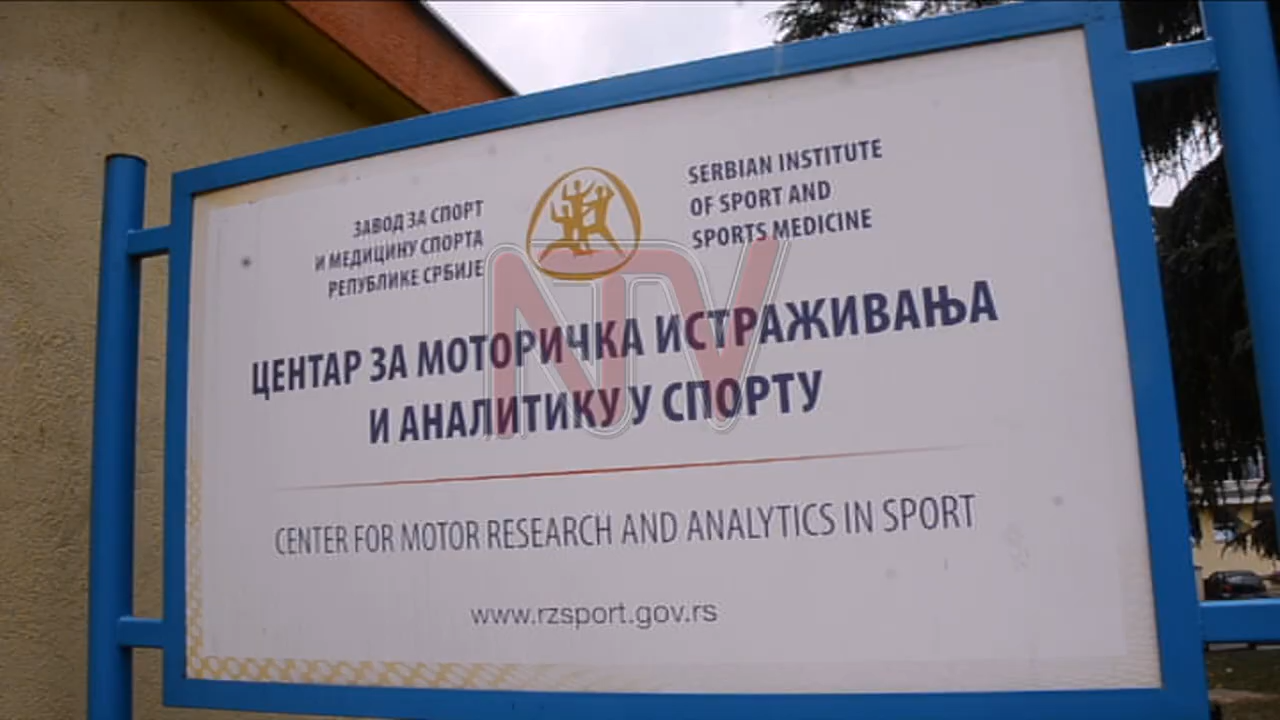 ЗАВОД ЗА СПОРТ
И МЕДИЦИНУ СПОРТА
РЕПУБЛИКЕ СРБИЈЕ
SERBIAN INSTITUTE
OF SPORT AND
SPORTS MEDICINE
NTV
ЦЕНТАР ЗА МОТОРИЧКА ИСТРАЖИВАЊА
И АНАЛИТИКУ У СПОРТУ
CENTER FOR MOTOR RESEARCH AND ANALYTICS IN SPORT
www.rzsport.gov.rs